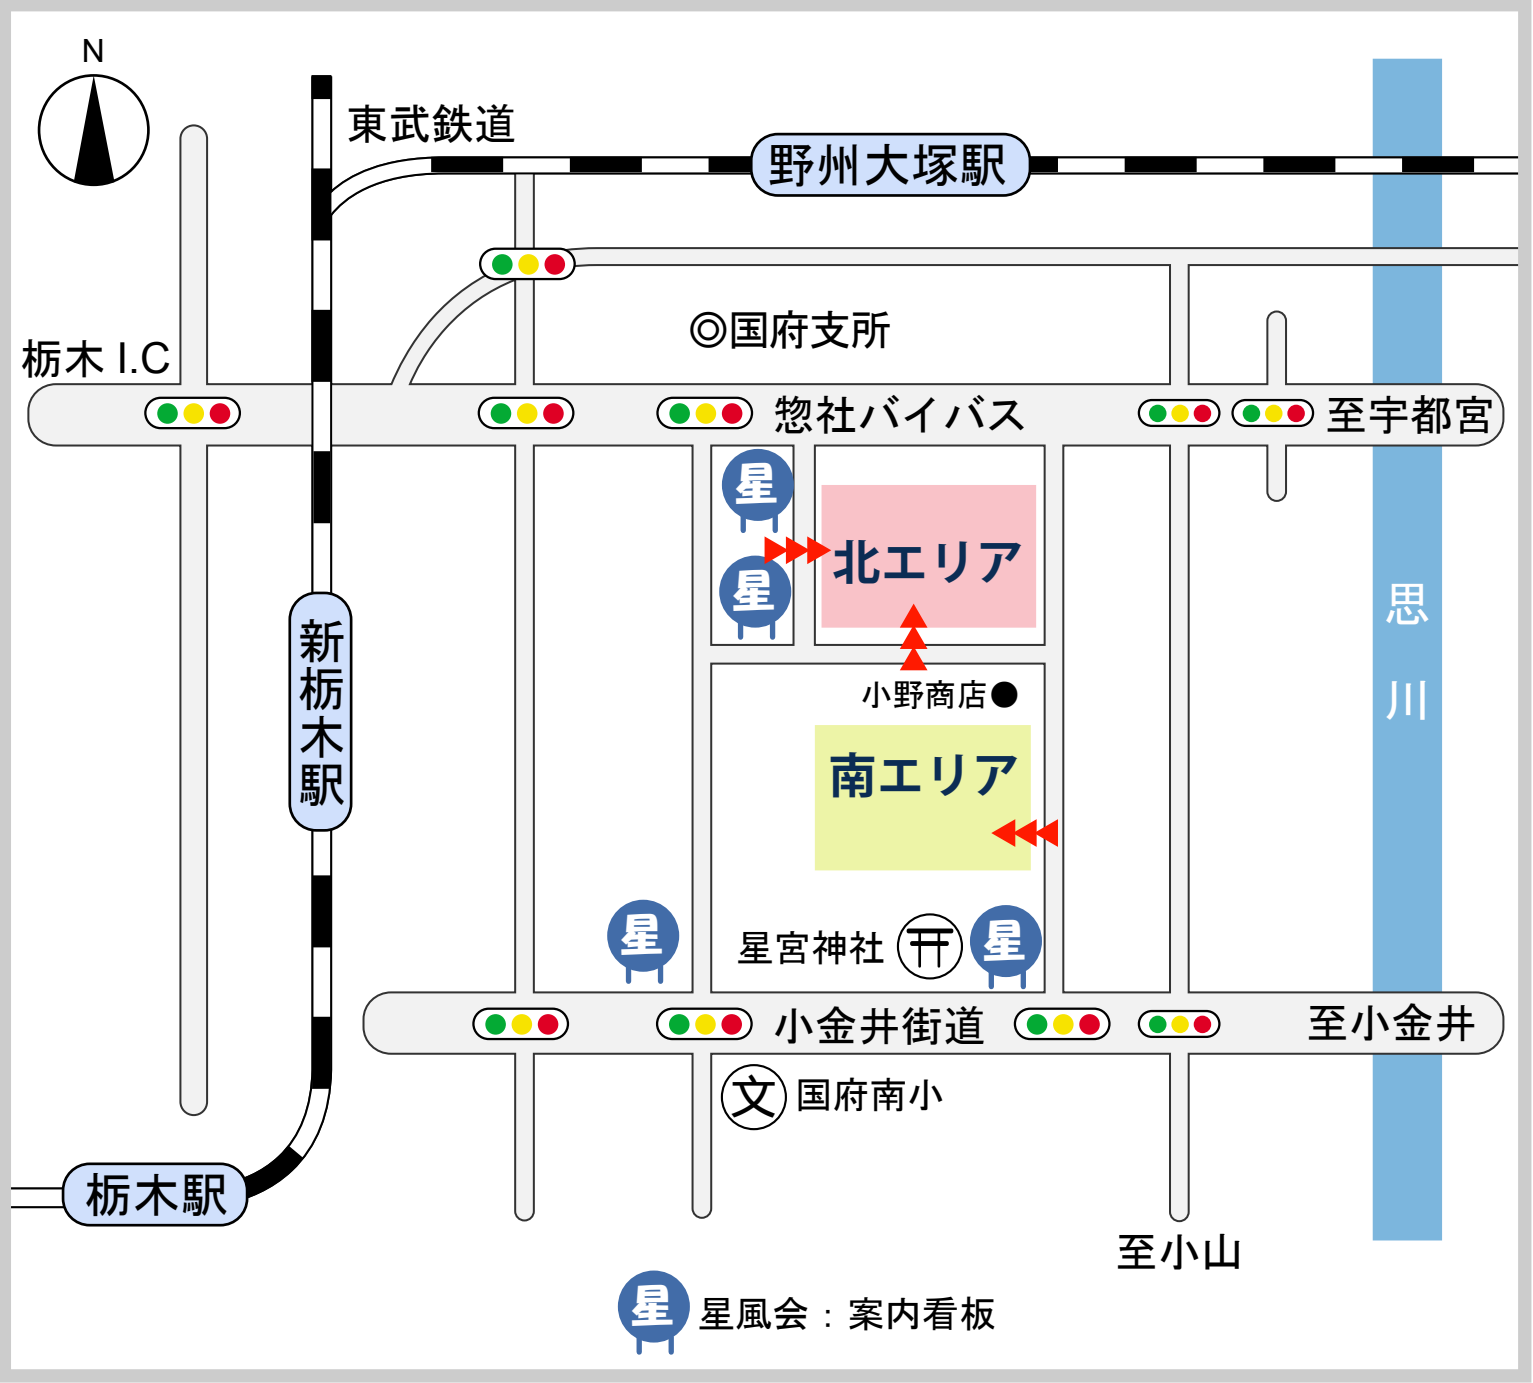 N
東武鉄道
野州大塚駅
◎国府支所
栃木 I.C
惣社バイパス
至宇都宮
星
北エリア
星
思川
新栃木駅
小野商店●
南エリア
星
星宮神社
星
小金井街道
至小金井
文
国府南小
栃木駅
至小山
星
星風会：案内看板